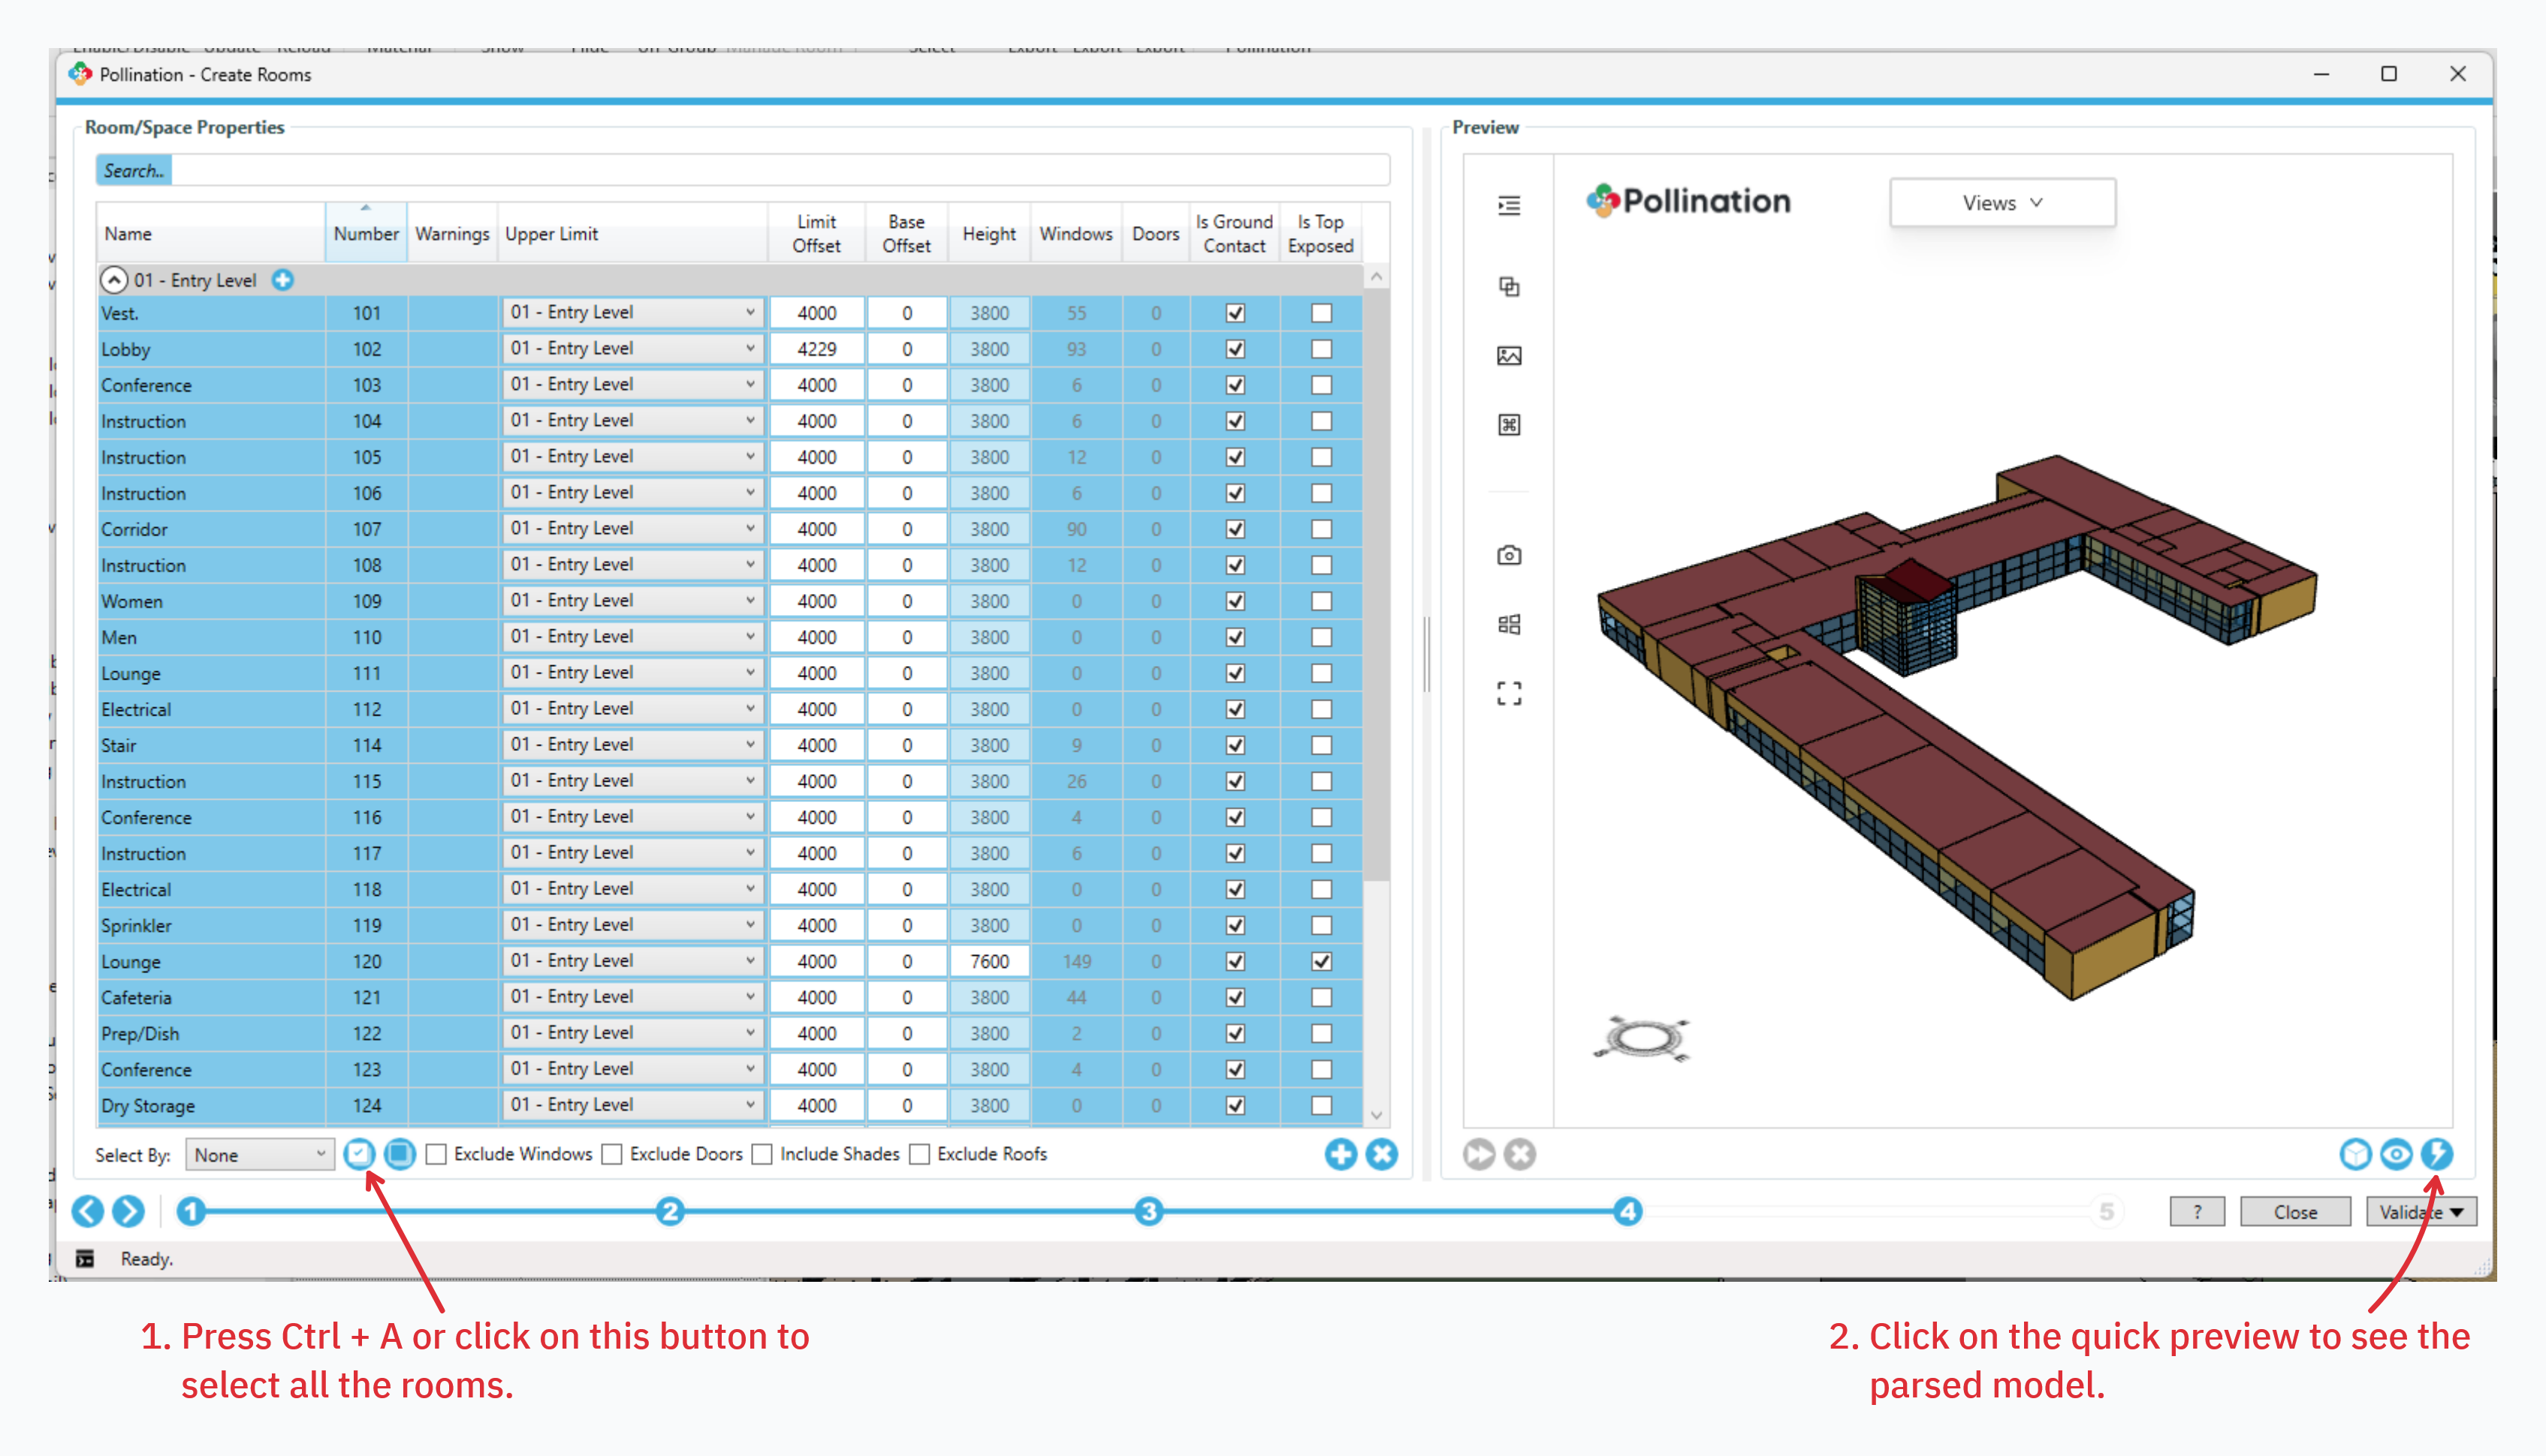 Pollination - Create Rooms
Room/Space Properties
Search..
Name Number Warnings Upper Limit Limit Offset Base Offset Height Windows Doors Is Ground Contact Is Top Exposed
01 - Entry Level
Vest. 101 01 - Entry Level 4000 0 3800 55 0
Lobby 102 01 - Entry Level 4229 0 3800 93 0
Conference 103 01 - Entry Level 4000 0 3800 6 0
Instruction 104 01 - Entry Level 4000 0 3800 6 0
Instruction 105 01 - Entry Level 4000 0 3800 12 0
Instruction 106 01 - Entry Level 4000 0 3800 6 0
Corridor 107 01 - Entry Level 4000 0 3800 90 0
Instruction 108 01 - Entry Level 4000 0 3800 12 0
Women 109 01 - Entry Level 4000 0 3800 0 0
Men 110 01 - Entry Level 4000 0 3800 0 0
Lounge 111 01 - Entry Level 4000 0 3800 0 0
Electrical 112 01 - Entry Level 4000 0 3800 0 0
Stair 114 01 - Entry Level 4000 0 3800 9 0
Instruction 115 01 - Entry Level 4000 0 3800 26 0
Conference 116 01 - Entry Level 4000 0 3800 4 0
Instruction 117 01 - Entry Level 4000 0 3800 6 0
Electrical 118 01 - Entry Level 4000 0 3800 0 0
Sprinkler 119 01 - Entry Level 4000 0 3800 0 0
Lounge 120 01 - Entry Level 4000 0 7600 149 0
Cafeteria 121 01 - Entry Level 4000 0 3800 44 0
Prep/Dish 122 01 - Entry Level 4000 0 3800 2 0
Conference 123 01 - Entry Level 4000 0 3800 4 0
Dry Storage 124 01 - Entry Level 4000 0 3800 0 0
Select By: None Exclude Windows Exclude Doors Include Shades Exclude Roofs
Preview
Pollination
Views
1 2 3 4 5
? Close Validate
Ready.
1. Press Ctrl + A or click on this button to
select all the rooms.
2. Click on the quick preview to see the
parsed model.